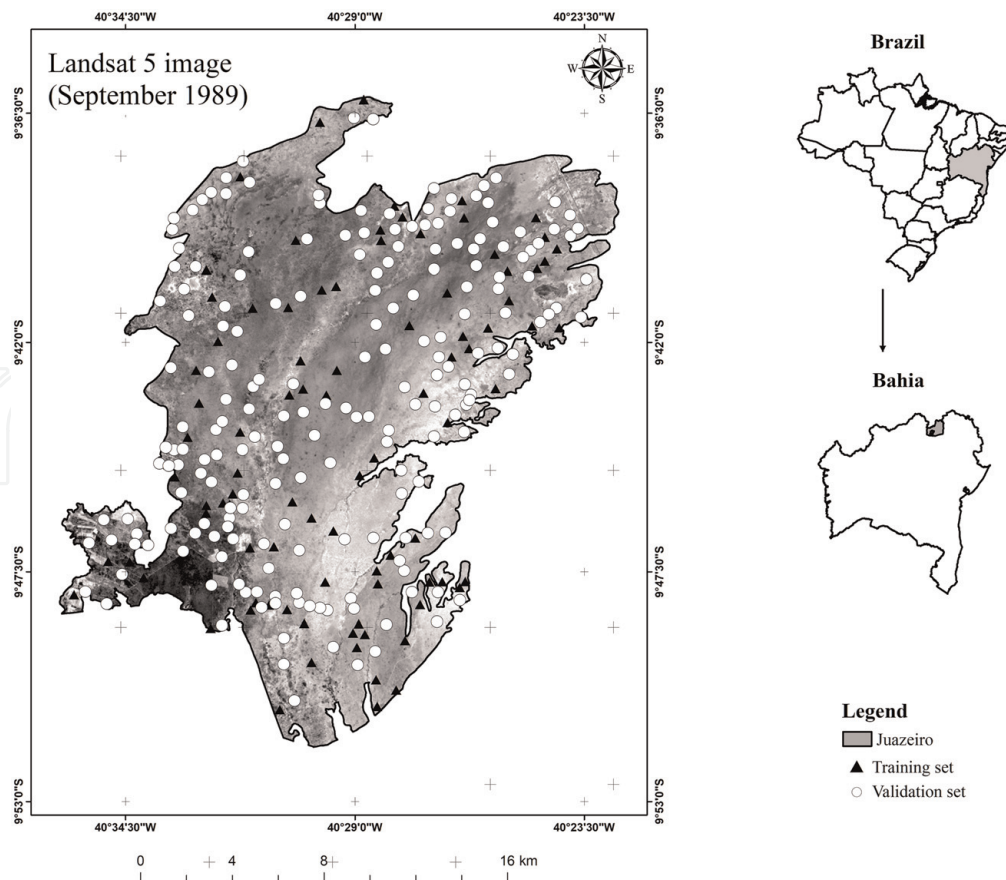 40°34'30"W 40°29'0"W 40°23'30"W
Landsat 5 image
(September 1989)
N
W E
S
9°36'30"S 9°36'30"S
9°42'0"S 9°42'0"S
9°47'30"S 9°47'30"S
9°53'0"S 9°53'0"S
40°34'30"W 40°29'0"W 40°23'30"W
0 4 8 16 km
Brazil
Bahia
Legend
Juazeiro
Training set
Validation set